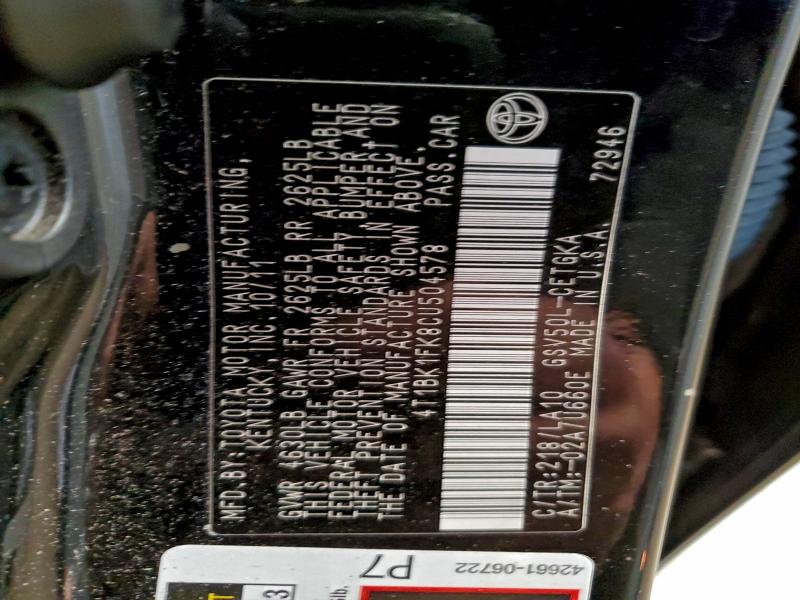 MFD.BY:TOYOTA MOTOR MANUFACTURING,
KENTUCKY, INC 10/11
GVWR 4630LB GAWR FR 2625LB RR 2625LB
THIS VEHICLE CONFORMS TO ALL APPLICABLE
FEDERAL MOTOR VEHICLE SAFETY, BUMPER, AND
THEFT PREVENTION STANDARDS IN EFFECT ON
THE DATE OF MANUFACTURE SHOWN ABOVE.
4T1BK1FK8CU504578 PASS.CAR
C/TR:218/LA10 GSV50L-CETGKA
A/TM:-02A/U660E MADE IN U.S.A. 72946
P7
42661-06722
3
lb.